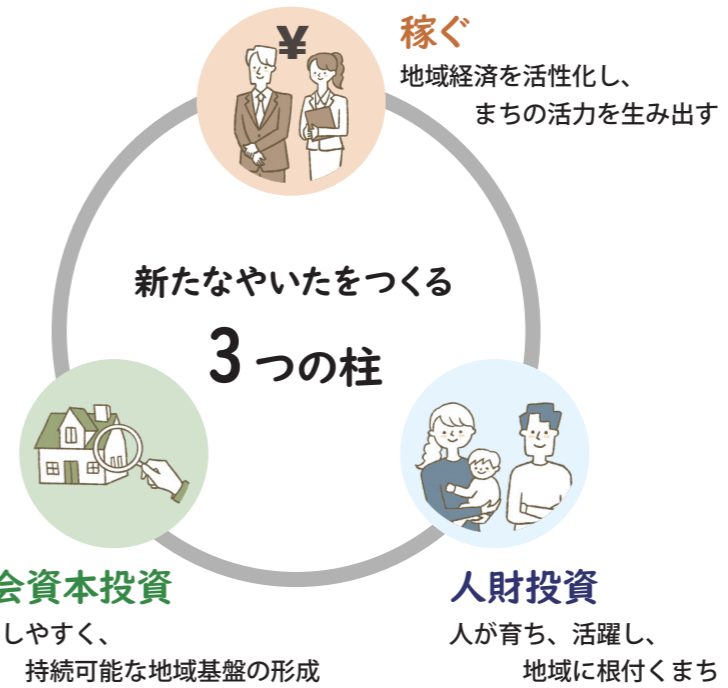 ¥
稼ぐ
地域経済を活性化し、
まちの活力を生み出す
新たなやいたをつくる
3つの柱
会資本投資
しやすく、
持続可能な地域基盤の形成
人財投資
人が育ち、活躍し、
地域に根付くまち